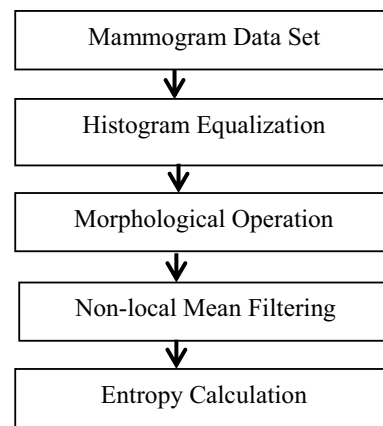 Mammogram Data Set
Histogram Equalization
Morphological Operation
Non-local Mean Filtering
Entropy Calculation